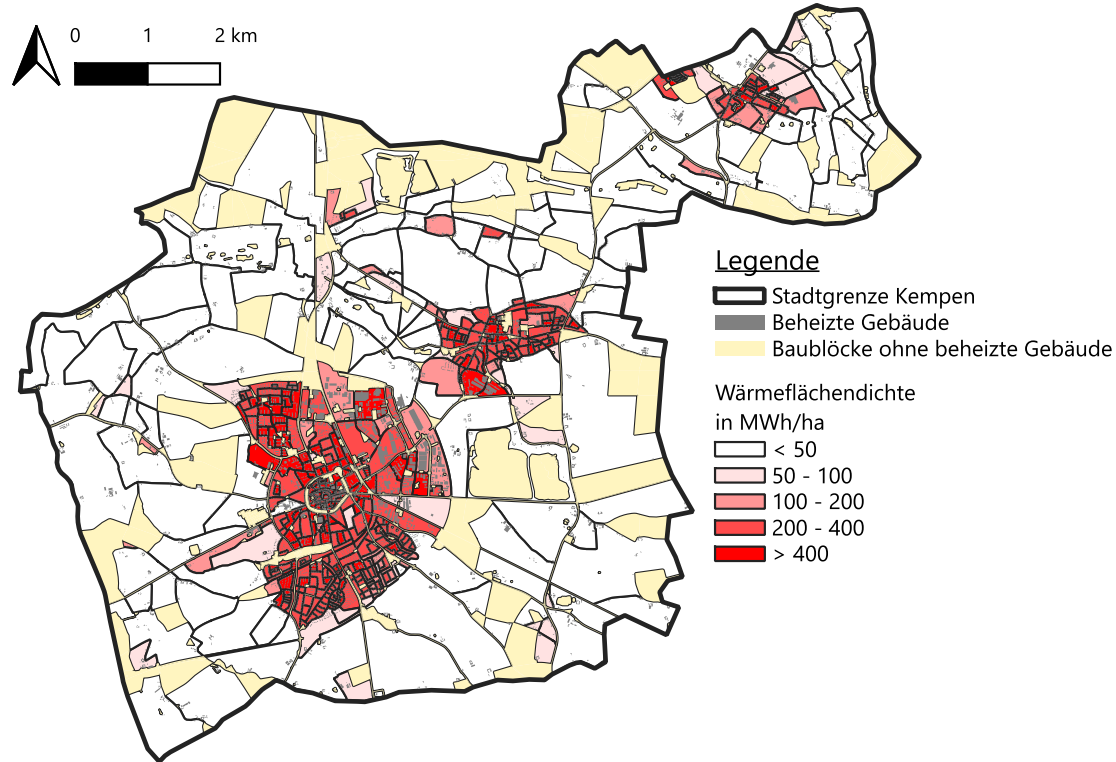 0 1 2 km
Legende
Stadtgrenze Kempen
Beheizte Gebäude
Baublöcke ohne beheizte Gebäude
Wärmeflächendichte
in MWh/ha
< 50
50 - 100
100 - 200
200 - 400
> 400